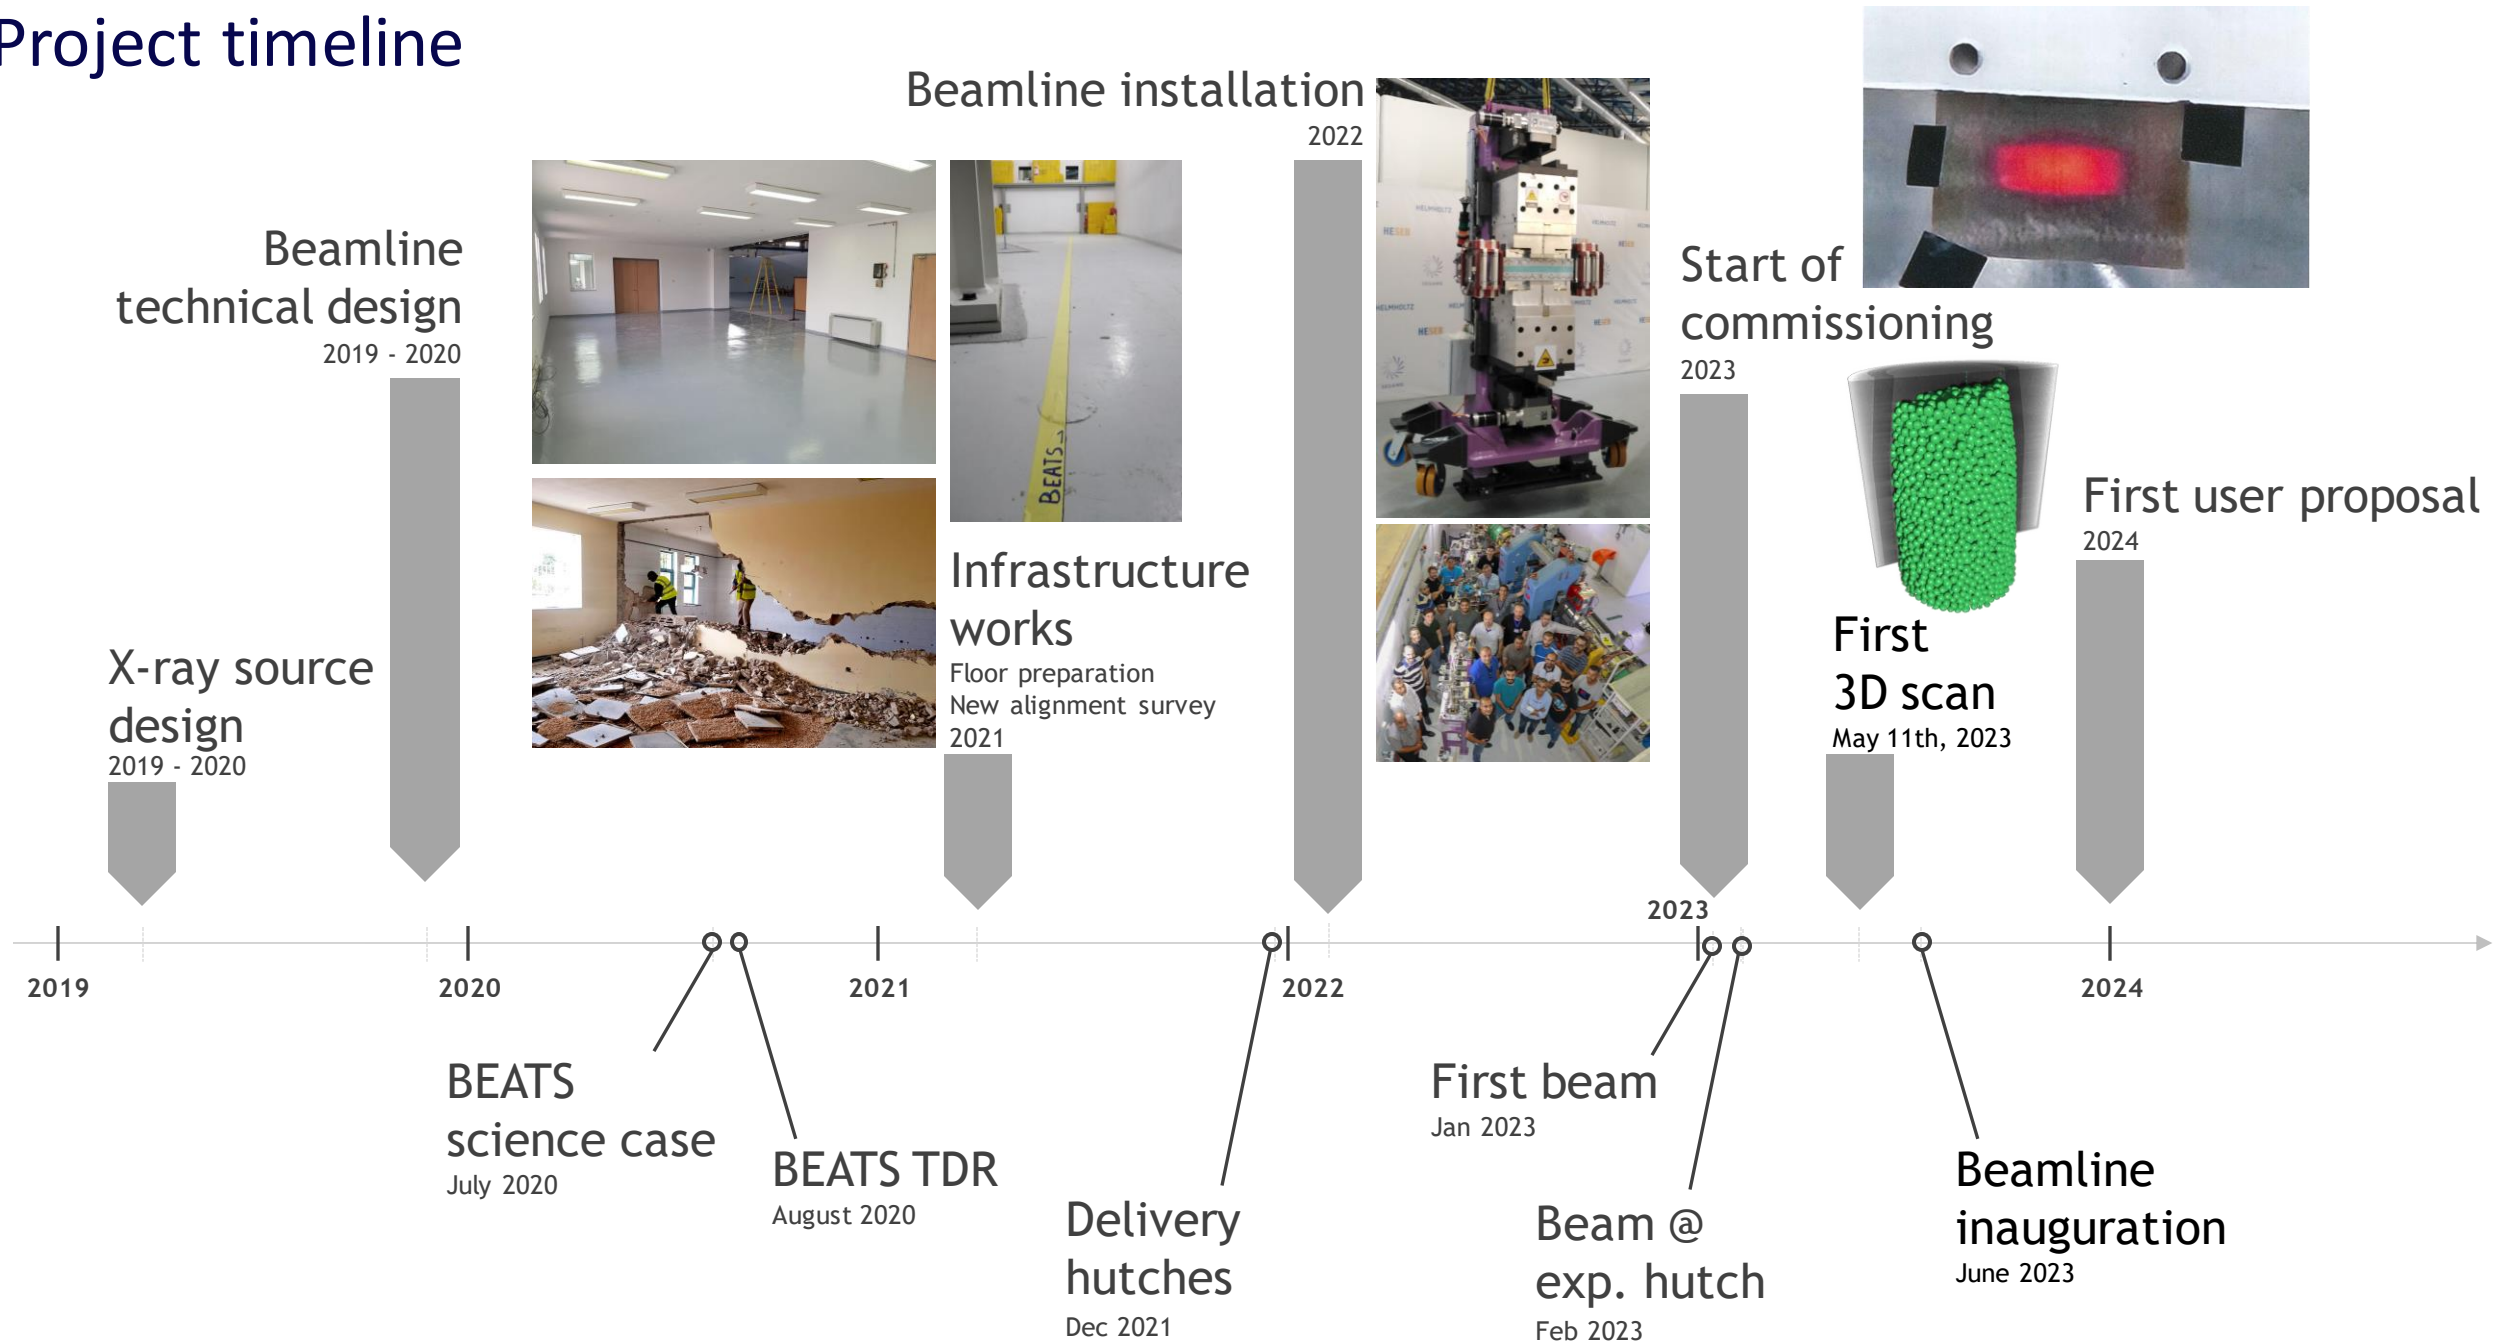 Project timeline
Beamline installation
2022
Beamline
technical design
2019 - 2020
Start of
commissioning
2023
BEATS
HELMHOLTZ
HESEB
First user proposal
2024
Infrastructure
works
Floor preparation
New alignment survey
2021
X-ray source
design
2019 - 2020
First
3D scan
May 11th, 2023
2023
2019
2020
2021
2022
2024
BEATS
science case
July 2020
BEATS TDR
August 2020
Delivery
hutches
Dec 2021
First beam
Jan 2023
Beam @
exp. hutch
Feb 2023
Beamline
inauguration
June 2023